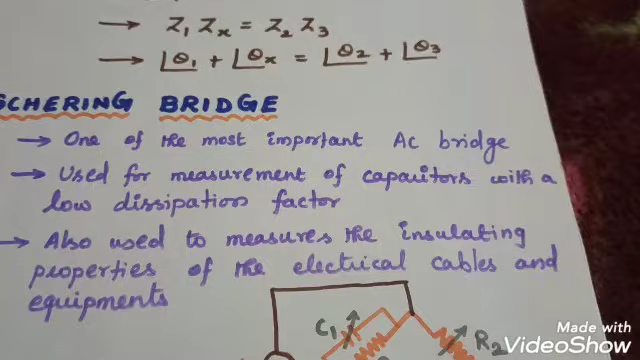 → Z₁ Zₓ = Z₂ Z₃
→ ∠θ₁ + ∠θₓ = ∠θ₂ + ∠θ₃
SCHERING BRIDGE
→ One of the most important Ac bridge
→ Used for measurement of capacitors with a
low dissipation factor
→ Also used to measures the insulating
properties of the electrical cables and
equipments
C₁
R₂
Made with
VideoShow